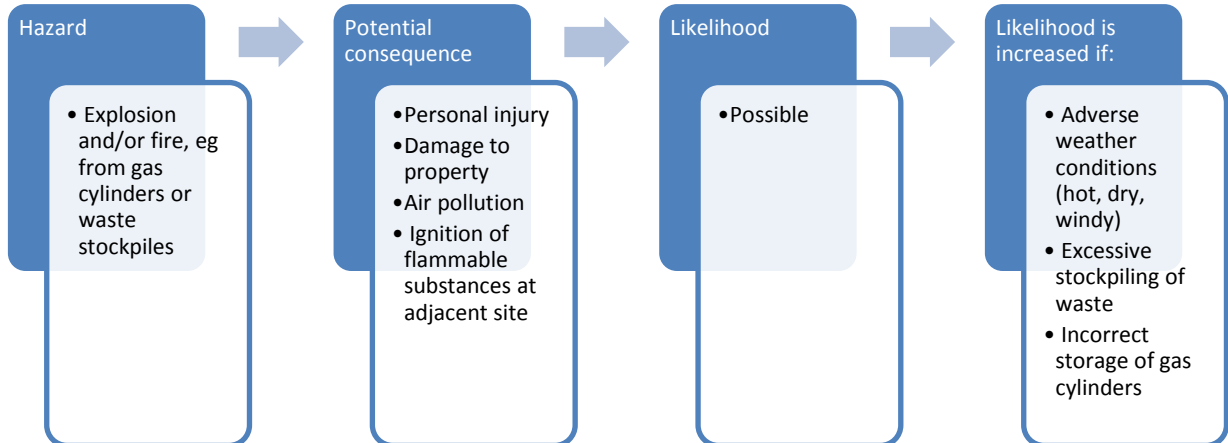 Hazard
• Explosion
and/or fire, eg
from gas
cylinders or
waste
stockpiles
Potential
consequence
•Personal injury
•Damage to
property
•Air pollution
• Ignition of
flammable
substances at
adjacent site
Likelihood
•Possible
Likelihood is
increased if:
• Adverse
weather
conditions
(hot, dry,
windy)
• Excessive
stockpiling of
waste
• Incorrect
storage of gas
cylinders